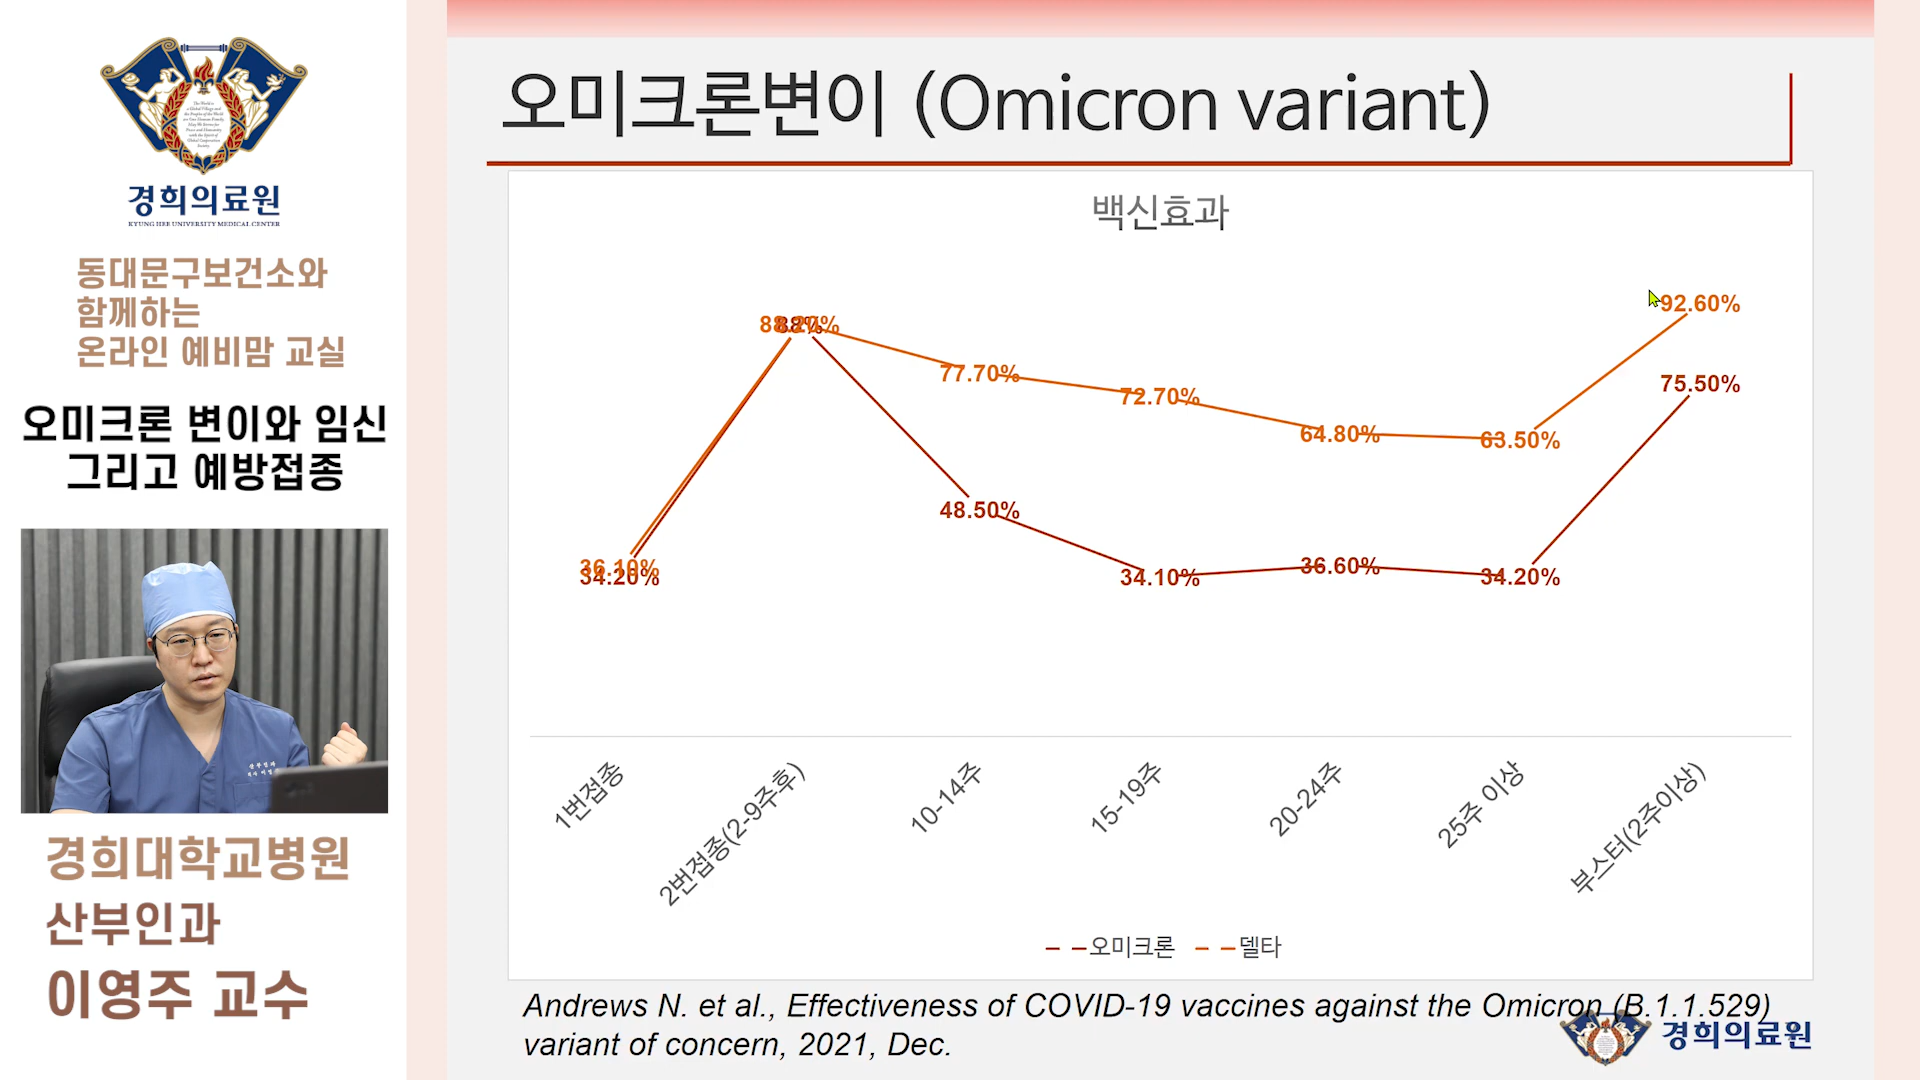 경희의료원
KYUNG HEE UNIVERSITY MEDICAL CENTER
동대문구보건소와
함께하는
온라인 예비맘 교실
오미크론 변이와 임신
그리고 예방접종
경희대학교병원
산부인과
이영주 교수
오미크론변이 (Omicron variant)
백신효과
88.20%
88%
92.60%
77.70%
75.50%
72.70%
64.80%
63.50%
48.50%
36.10%
34.20%
34.10%
36.60%
34.20%
1번접종
2번접종(2-9주후)
10-14주
15-19주
20-24주
25주 이상
부스터(2주이상)
오미크론 델타
Andrews N. et al., Effectiveness of COVID-19 vaccines against the Omicron (B.1.1.529)
variant of concern, 2021, Dec.
경희의료원